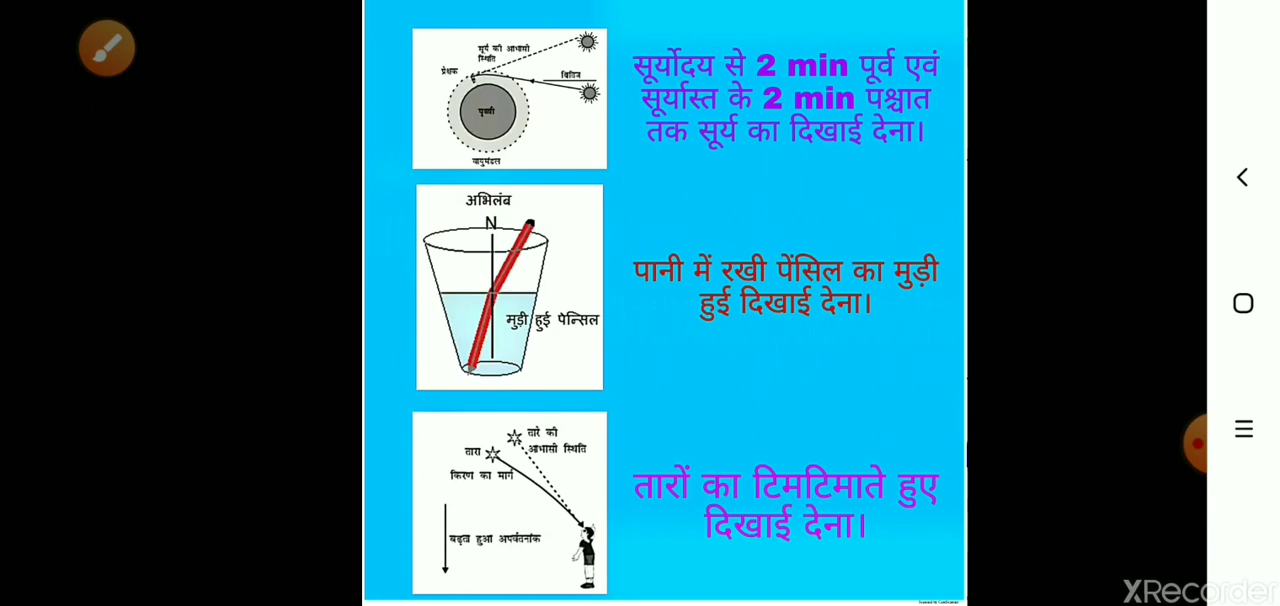 सूर्य की आभासी
स्थिति
प्रेक्षक
क्षितिज
पृथ्वी
वायुमंडल
सूर्योदय से 2 min पूर्व एवं
सूर्यास्त के 2 min पश्चात
तक सूर्य का दिखाई देना।
अभिलंब
N
मुड़ी हुई पेन्सिल
पानी में रखी पेंसिल का मुड़ी
हुई दिखाई देना।
तारे की
आभासी स्थिति
तारा
किरण का मार्ग
बढ़ता हुआ अपवर्तनांक
तारों का टिमटिमाते हुए
दिखाई देना।
XRecorder